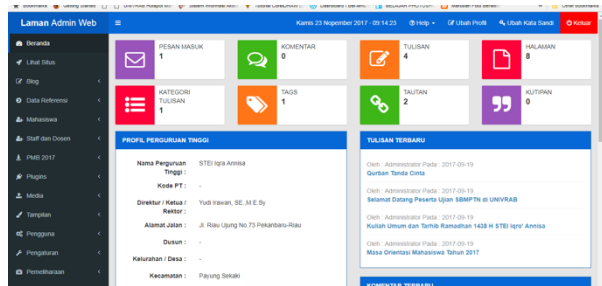 Laman Admin Web
Kamis 23 Nopember 2017 - 09:14:23
Help
Ubah Profil
Ubah Kata Sandi
Keluar
Beranda
Lihat Situs
Blog
Data Referensi
Mahasiswa
Staff dan Dosen
PMB 2017
Plugins
Media
Tampilan
Pengguna
Pengaturan
Pemeliharaan
PESAN MASUK
1
KOMENTAR
0
TULISAN
4
HALAMAN
8
KATEGORI
TULISAN
1
TAGS
1
TAUTAN
2
KUTIPAN
0
PROFIL PERGURUAN TINGGI
Nama Perguruan Tinggi : STEI Iqra Annisa
Kode PT : -
Direktur / Ketua / Rektor : Yudi Irawan, SE.,M.E.Sy
Alamat Jalan : Jl. Riau Ujung No.73 Pekanbaru-Riau
Dusun : -
Kelurahan / Desa : -
Kecamatan : Payung Sekaki
TULISAN TERBARU
Oleh : Administrator Pada : 2017-09-19
Qurban Tanda Cinta
Oleh : Administrator Pada : 2017-09-19
Selamat Datang Peserta Ujian SBMPTN di UNIVRAB
Oleh : Administrator Pada : 2017-09-19
Kuliah Umum dan Tarhib Ramadhan 1438 H STEI Iqro' Annisa
Oleh : Administrator Pada : 2017-09-19
Masa Orientasi Mahasiswa Tahun 2017
KOMENTAR TERBARU